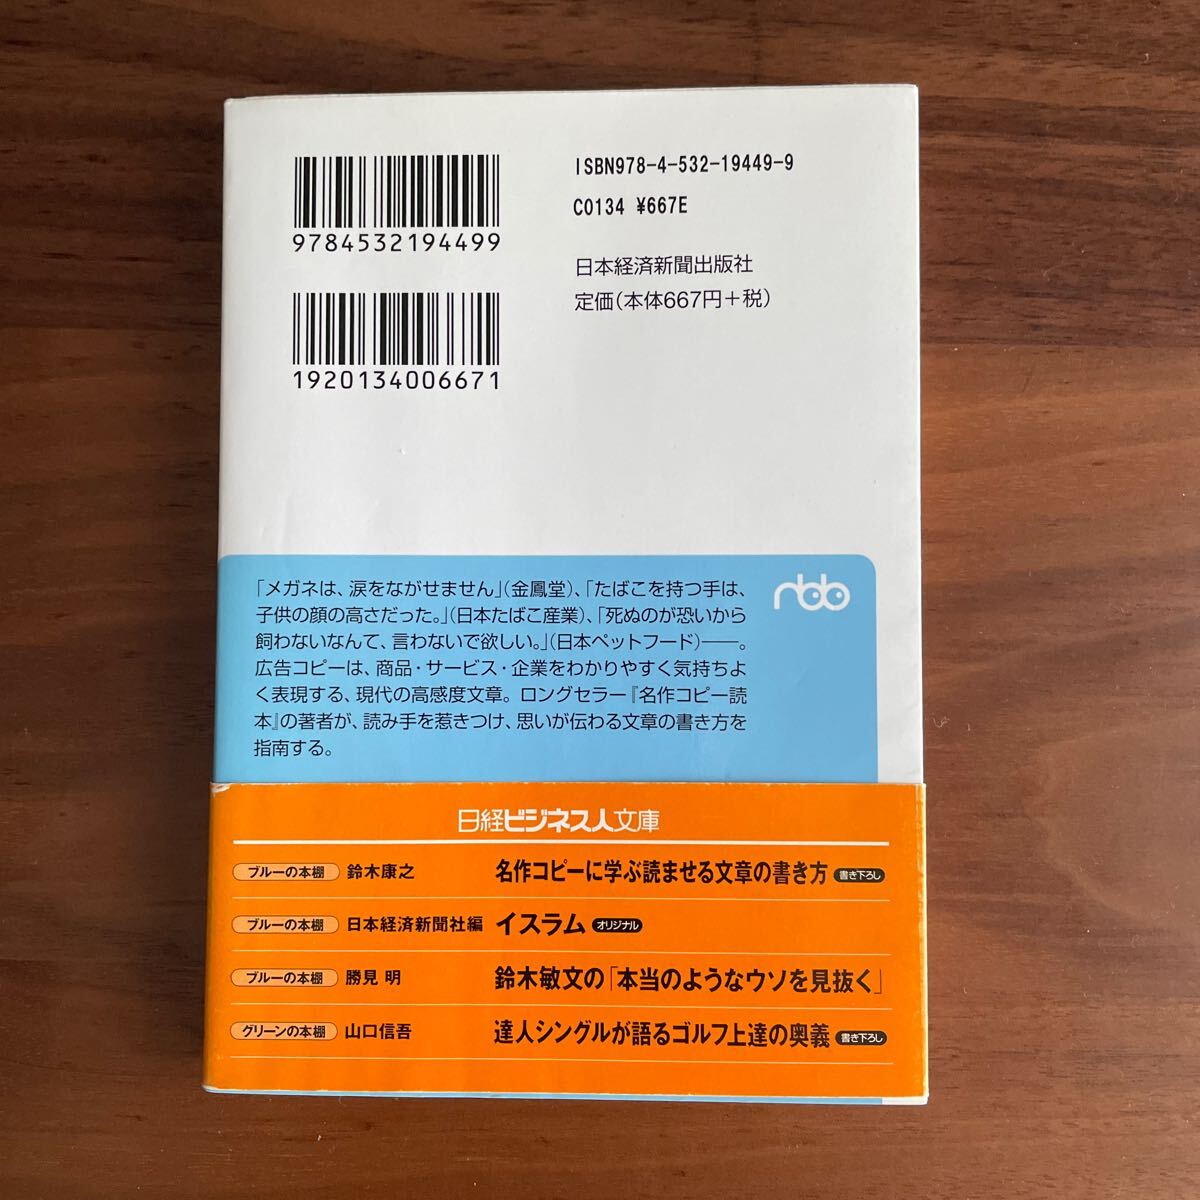 ISBN978-4-532-19449-9
C0134 ¥667E
9784532194499
日本経済新聞出版社
定価(本体667円+税)
1920134006671
「メガネは、涙をながせません」(金鳳堂)、「たばこを持つ手は、
子供の顔の高さだった。」(日本たばこ産業)、「死ぬのが恐いから
飼わないなんて、言わないで欲しい。」(日本ペットフード)――。
広告コピーは、商品・サービス・企業をわかりやすく気持ちよ
く表現する、現代の高感度文章。ロングセラー『名作コピー読
本』の著者が、読み手を惹きつけ、思いが伝わる文章の書き方を
指南する。
nbb
日経ビジネス人文庫
ブルーの本棚 鈴木康之 名作コピーに学ぶ読ませる文章の書き方 書き下ろし
ブルーの本棚 日本経済新聞社編 イスラム オリジナル
ブルーの本棚 勝見 明 鈴木敏文の「本当のようなウソを見抜く」
グリーンの本棚 山口信吾 達人シングルが語るゴルフ上達の奥義 書き下ろし